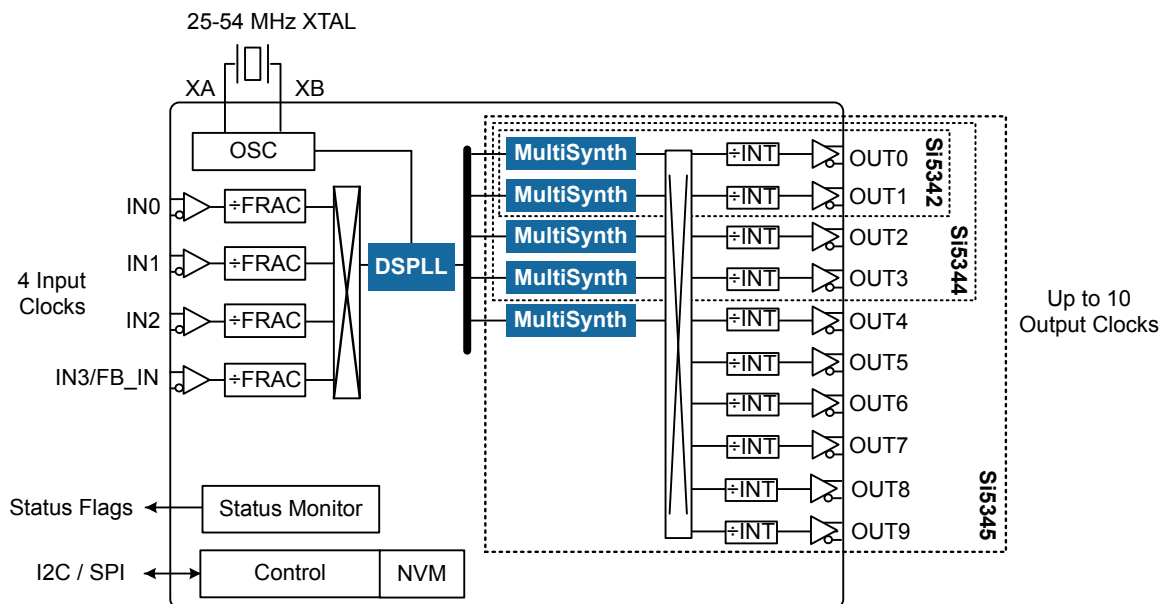 25-54 MHz XTAL
XA
XB
OSC
IN0
÷FRAC
IN1
÷FRAC
4 Input
Clocks
IN2
÷FRAC
IN3/FB_IN
÷FRAC
DSPLL
MultiSynth
÷INT
OUT0
MultiSynth
÷INT
OUT1
MultiSynth
÷INT
OUT2
MultiSynth
÷INT
OUT3
MultiSynth
÷INT
OUT4
÷INT
OUT5
÷INT
OUT6
÷INT
OUT7
÷INT
OUT8
÷INT
OUT9
Si5342
Si5344
Si5345
Up to 10
Output Clocks
Status Flags
Status Monitor
I2C / SPI
Control
NVM